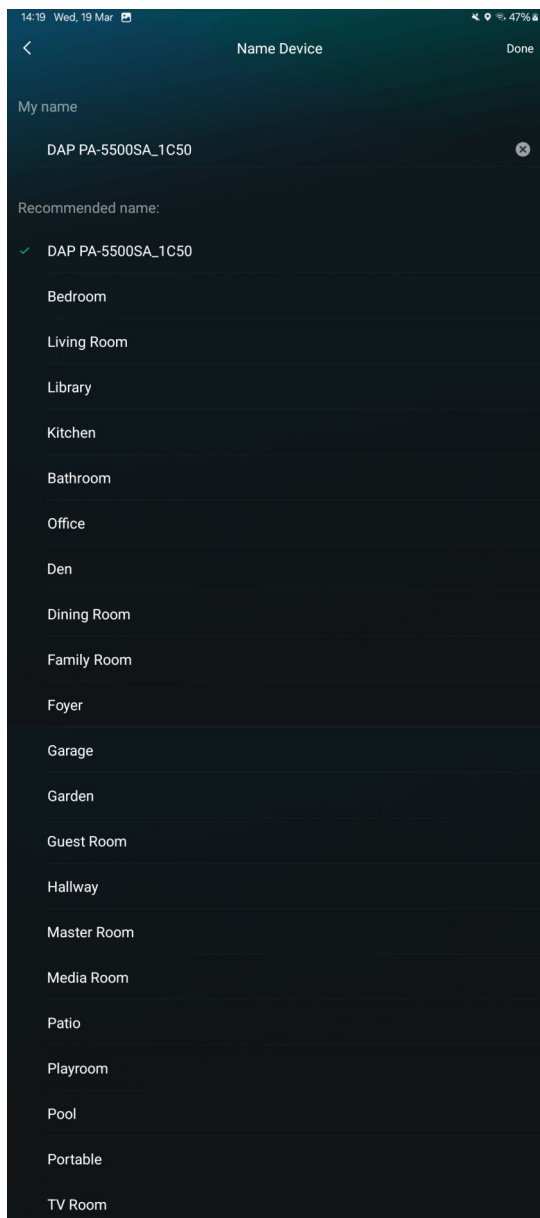 14:19 Wed, 19 Mar 47%
Name Device Done
My name
DAP PA-5500SA_1C50
Recommended name:
DAP PA-5500SA_1C50
Bedroom
Living Room
Library
Kitchen
Bathroom
Office
Den
Dining Room
Family Room
Foyer
Garage
Garden
Guest Room
Hallway
Master Room
Media Room
Patio
Playroom
Pool
Portable
TV Room